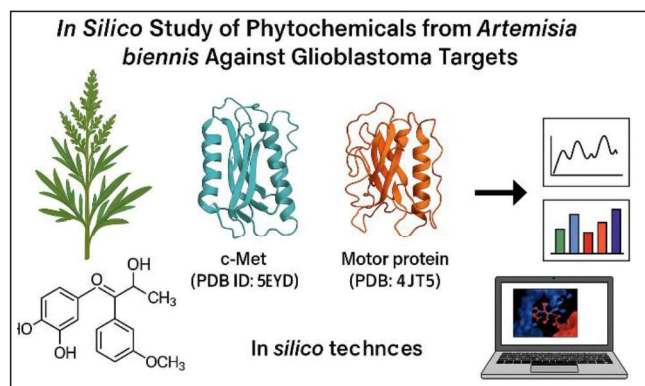 In Silico Study of Phytochemicals from Artemisia
biennis Against Glioblastoma Targets
c-Met
(PDB ID: 5EYD)
Motor protein
(PDB: 4JT5)
OH
O
CH₃
HO
OH
OCH₃
In silico technces